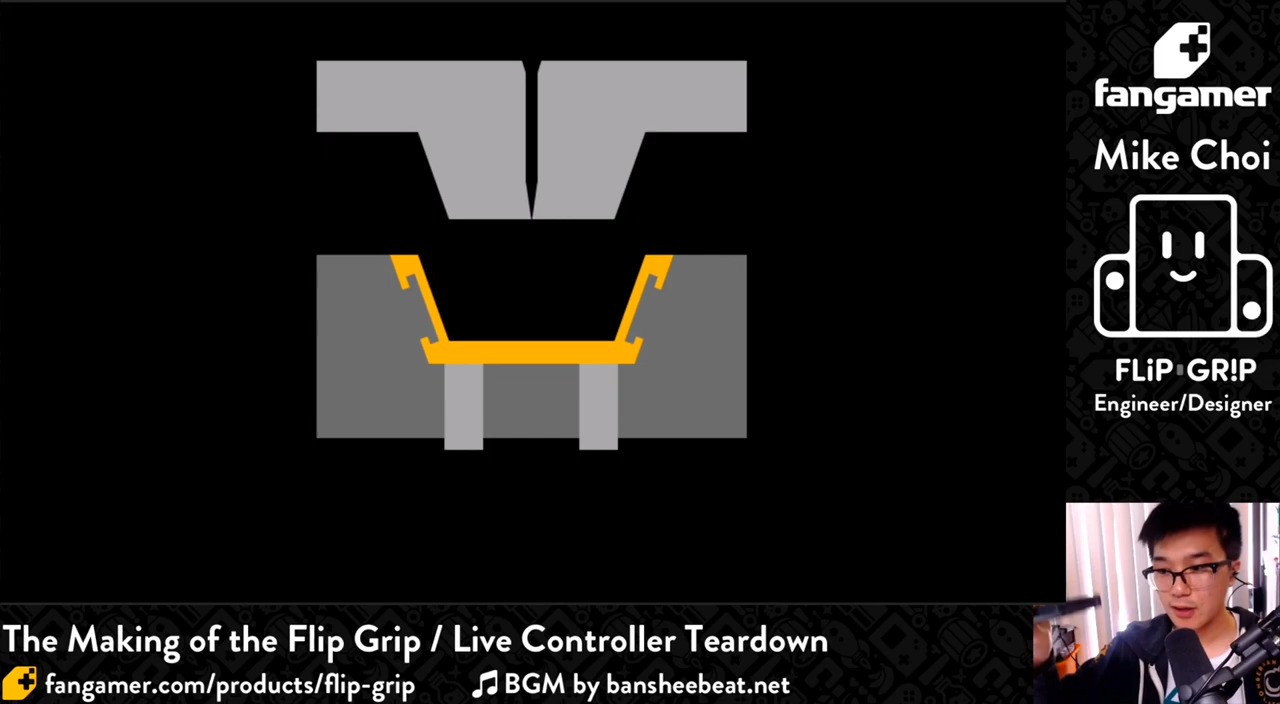 fangamer
Mike Choi
FLiP GR!P
Engineer/Designer
The Making of the Flip Grip / Live Controller Teardown
fangamer.com/products/flip-grip
BGM by bansheebeat.net